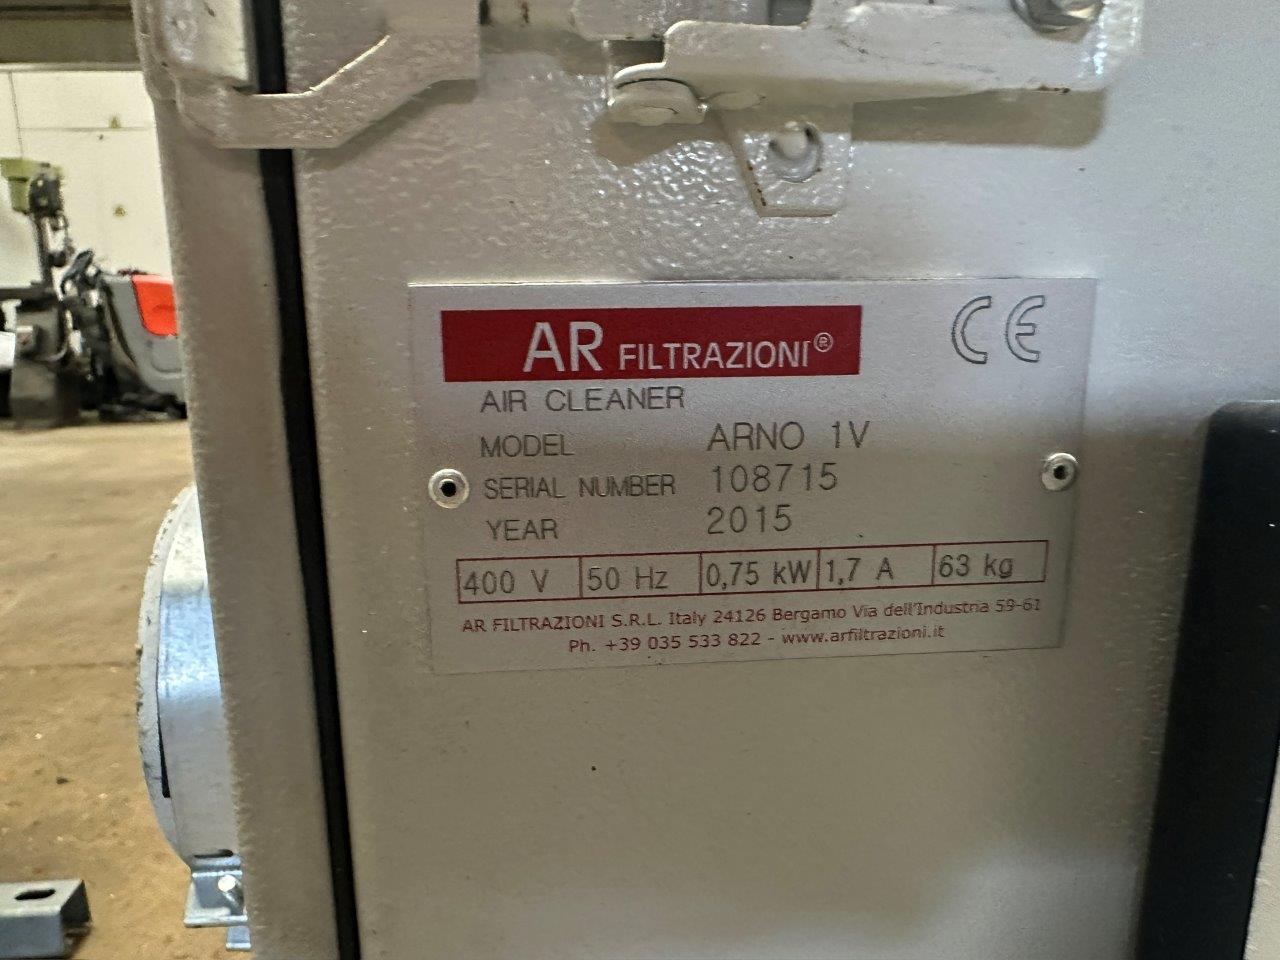 AR FILTRAZIONI®
CE
AIR CLEANER
MODEL ARNO 1V
SERIAL NUMBER 108715
YEAR 2015
400 V 50 Hz 0,75 kW 1,7 A 63 kg
AR FILTRAZIONI S.R.L. Italy 24126 Bergamo Via dell'Industria 59-61
Ph. +39 035 533 822 - www.arfiltrazioni.it